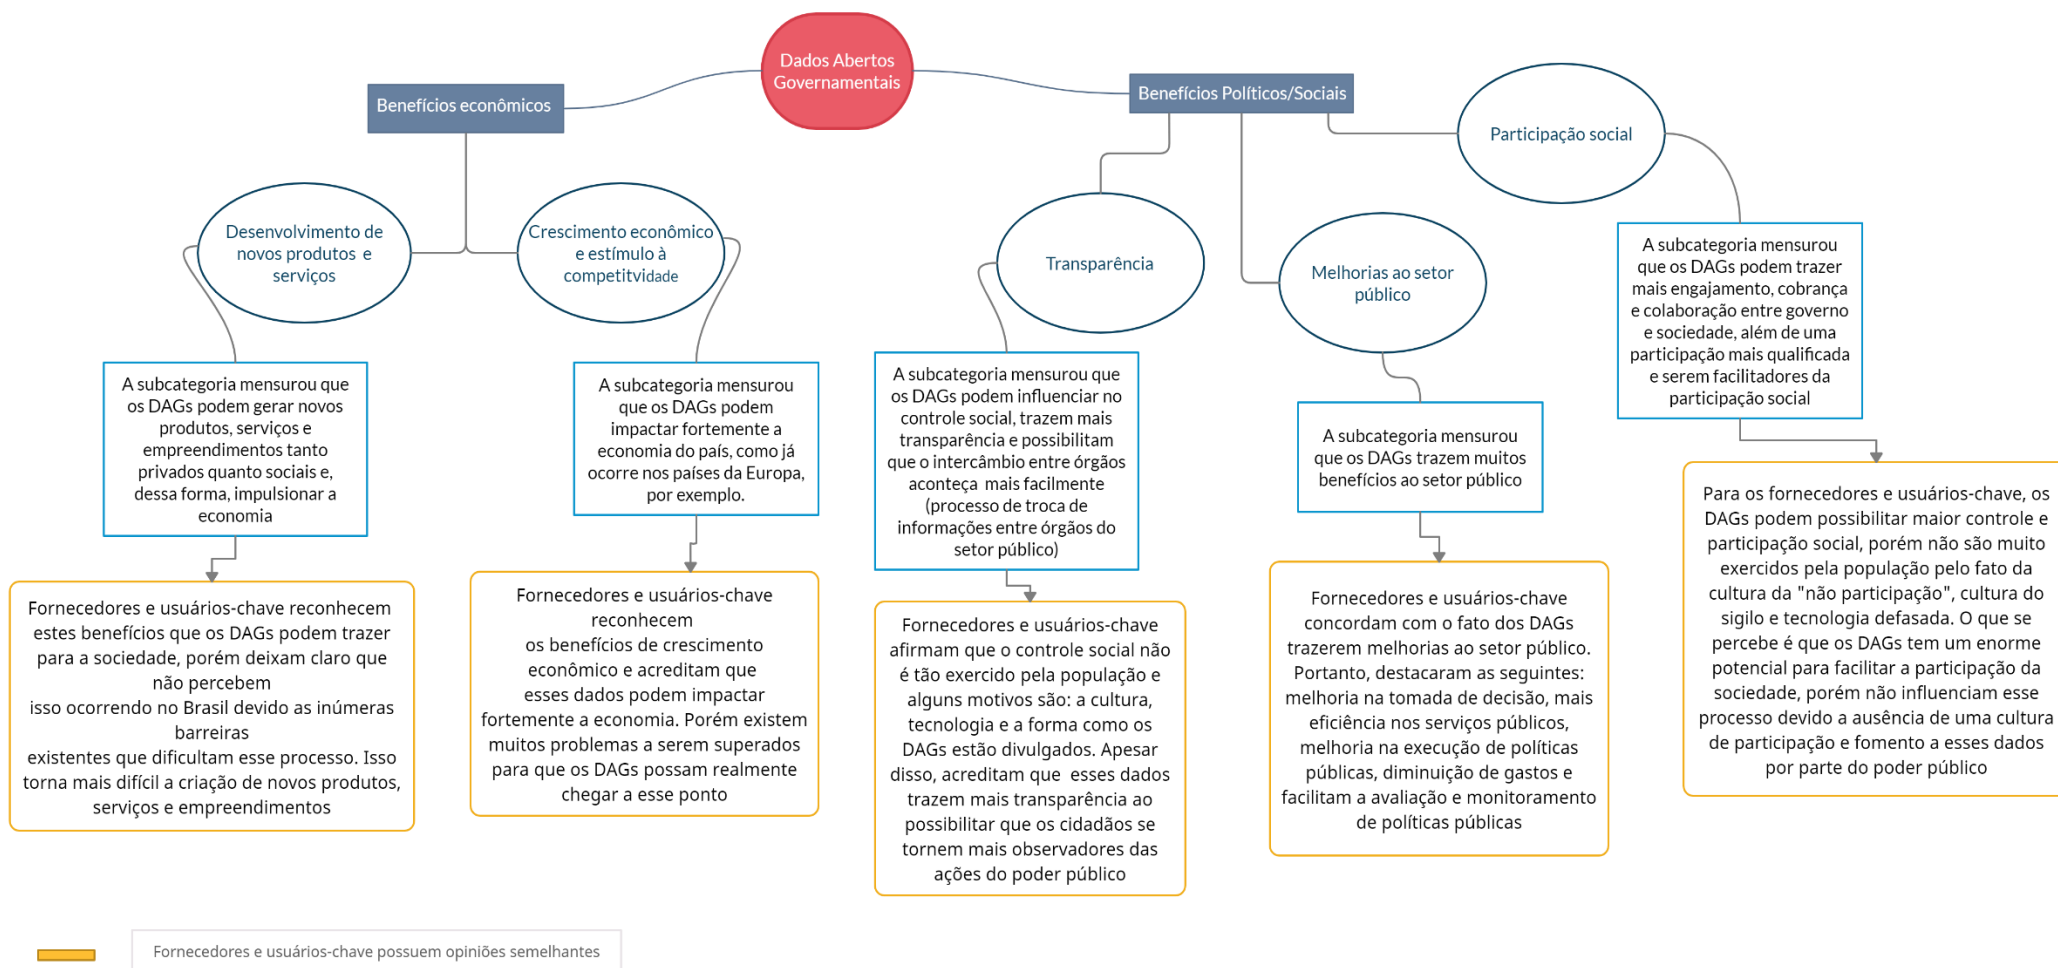 Dados Abertos
Governamentais
Benefícios econômicos
Desenvolvimento de
novos produtos e
serviços
Crescimento econômico
e estímulo à
competitvidade
A subcategoria mensurou que
os DAGs podem gerar novos
produtos, serviços e
empreendimentos tanto
privados quanto sociais e,
dessa forma, impulsionar a
economia
A subcategoria mensurou
que os DAGs podem
impactar fortemente a
economia do país, como já
ocorre nos países da Europa,
por exemplo.
Fornecedores e usuários-chave reconhecem
estes benefícios que os DAGs podem trazer
para a sociedade, porém deixam claro que
não percebem
isso ocorrendo no Brasil devido as inúmeras
barreiras
existentes que dificultam esse processo. Isso
torna mais difícil a criação de novos produtos,
serviços e empreendimentos
Fornecedores e usuários-chave
reconhecem
os benefícios de crescimento
econômico e acreditam que
esses dados podem impactar
fortemente a economia. Porém existem
muitos problemas a serem superados
para que os DAGs possam realmente
chegar a esse ponto
Benefícios Políticos/Sociais
Transparência
Melhorias ao setor
público
Participação social
A subcategoria mensurou que
os DAGs podem influenciar no
controle social, trazem mais
transparência e possibilitam
que o intercâmbio entre órgãos
aconteça mais facilmente
(processo de troca de
informações entre órgãos do
setor público)
A subcategoria mensurou
que os DAGs trazem muitos
benefícios ao setor público
A subcategoria mensurou
que os DAGs podem trazer
mais engajamento, cobrança
e colaboração entre governo
e sociedade, além de uma
participação mais qualificada
e serem facilitadores da
participação social
Fornecedores e usuários-chave
afirmam que o controle social não
é tão exercido pela população e
alguns motivos são: a cultura,
tecnologia e a forma como os
DAGs estão divulgados. Apesar
disso, acreditam que esses dados
trazem mais transparência ao
possibilitar que os cidadãos se
tornem mais observadores das
ações do poder público
Fornecedores e usuários-chave
concordam com o fato dos DAGs
trazerem melhorias ao setor público.
Portanto, destacaram as seguintes:
melhoria na tomada de decisão, mais
eficiência nos serviços públicos,
melhoria na execução de políticas
públicas, diminuição de gastos e
facilitam a avaliação e monitoramento
de políticas públicas
Para os fornecedores e usuários-chave, os
DAGs podem possibilitar maior controle e
participação social, porém não são muito
exercidos pela população pelo fato da
cultura da "não participação", cultura do
sigilo e tecnologia defasada. O que se
percebe é que os DAGs tem um enorme
potencial para facilitar a participação da
sociedade, porém não influenciam esse
processo devido a ausência de uma cultura
de participação e fomento a esses dados
por parte do poder público
Fornecedores e usuários-chave possuem opiniões semelhantes